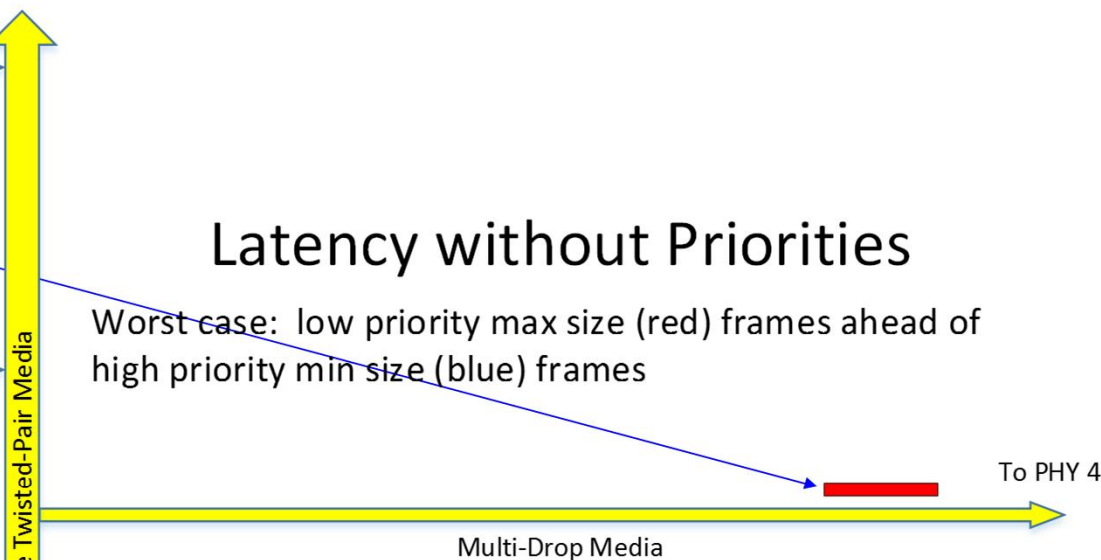 Latency without Priorities
Worst case: low priority max size (red) frames ahead of
high priority min size (blue) frames
Twisted-Pair Media
To PHY 4
Multi-Drop Media